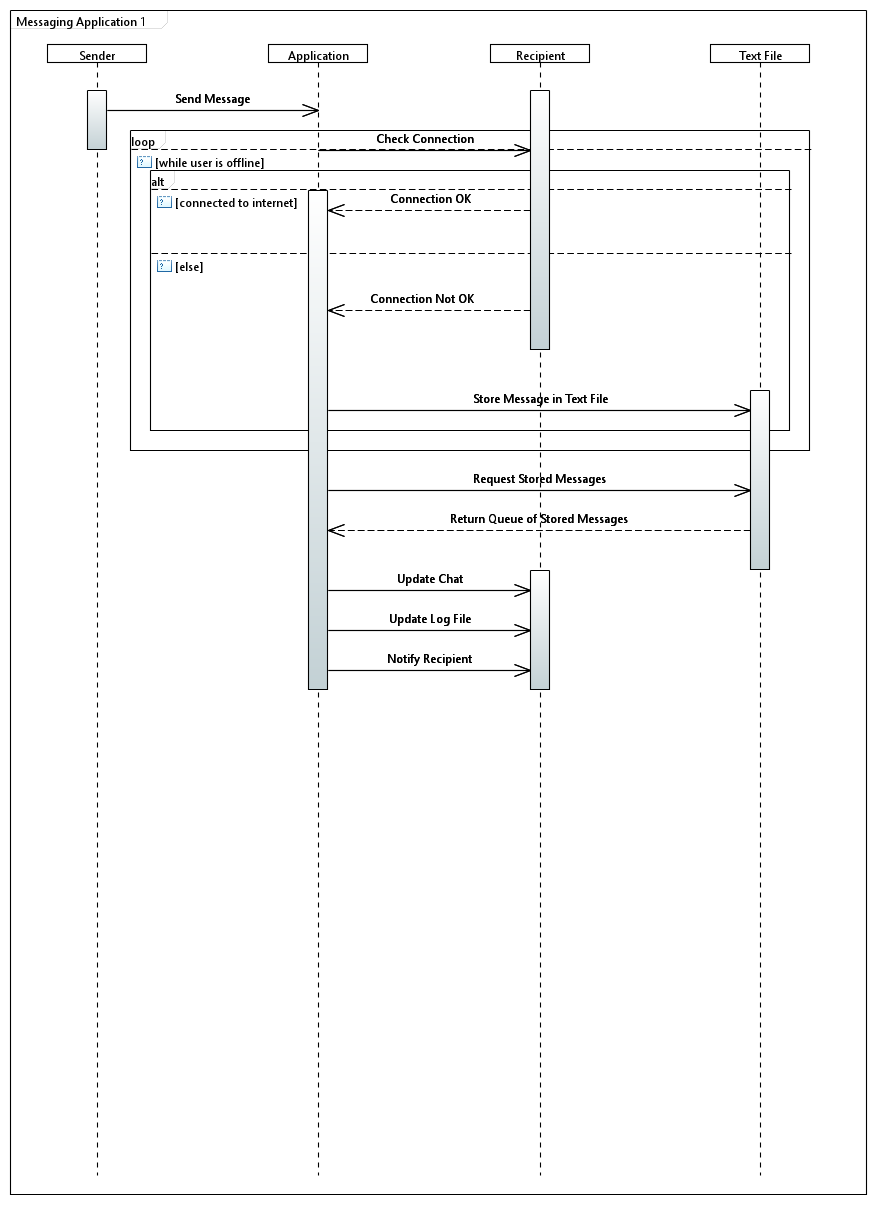 Messaging Application 1
Sender
Application
Recipient
Text File
Send Message
loop
Check Connection
[while user is offline]
alt
[connected to internet]
Connection OK
[else]
Connection Not OK
Store Message in Text File
Request Stored Messages
Return Queue of Stored Messages
Update Chat
Update Log File
Notify Recipient